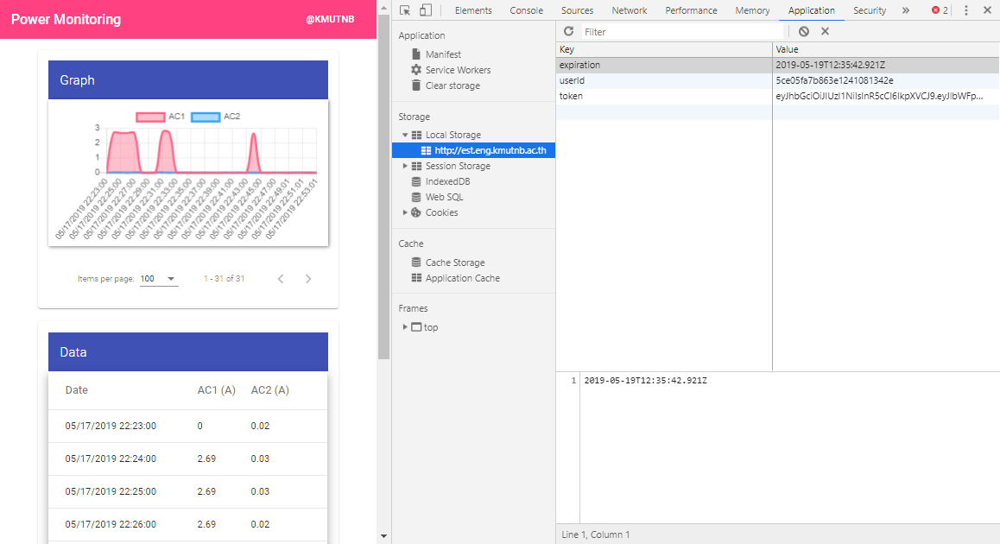 Power Monitoring
@KMUTNB
Graph
AC1 AC2
3
2
1
0
05/17/2019 22:23:00
05/17/2019 22:25:00
05/17/2019 22:27:00
05/17/2019 22:29:00
05/17/2019 22:31:00
05/17/2019 22:33:00
05/17/2019 22:35:00
05/17/2019 22:37:00
05/17/2019 22:39:00
05/17/2019 22:41:00
05/17/2019 22:43:00
05/17/2019 22:45:00
05/17/2019 22:47:00
05/17/2019 22:49:01
05/17/2019 22:51:01
05/17/2019 22:53:01
Items per page: 100 1 - 31 of 31
Data
Date AC1 (A) AC2 (A)
05/17/2019 22:23:00 0 0.02
05/17/2019 22:24:00 2.69 0.03
05/17/2019 22:25:00 2.69 0.03
05/17/2019 22:26:00 2.69 0.02
Elements Console Sources Network Performance Memory Application Security » 2
Application
Manifest
Service Workers
Clear storage
Storage
Local Storage
http://est.eng.kmutnb.ac.th
Session Storage
IndexedDB
Web SQL
Cookies
Cache
Cache Storage
Application Cache
Frames
top
Filter
Key Value
expiration 2019-05-19T12:35:42.921Z
userId 5ce05fa7b863e1241081342e
token eyJhbGciOiJIUzI1NiIsInR5cCI6IkpXVCJ9.eyJlbWFp...
1 2019-05-19T12:35:42.921Z
Line 1, Column 1